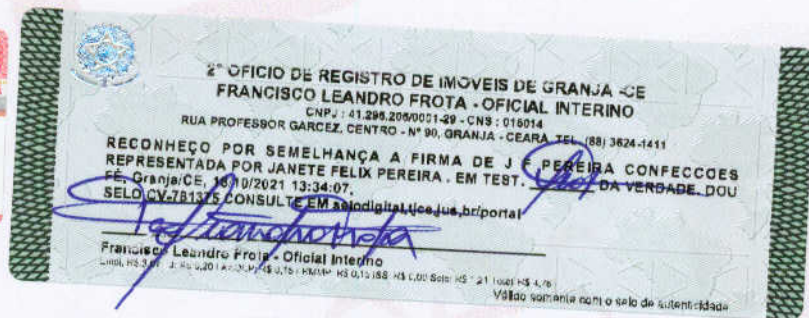 2º OFICIO DE REGISTRO DE IMOVEIS DE GRANJA -CE
FRANCISCO LEANDRO FROTA - OFICIAL INTERINO
CNPJ : 41.296.206/0001-29 - CNS : 016014
RUA PROFESSOR GARCEZ, CENTRO - Nº 90, GRANJA - CEARA, TEL. (88) 3624-1411
RECONHEÇO POR SEMELHANÇA A FIRMA DE J F PEREIRA CONFECCOES
REPRESENTADA POR JANETE FELIX PEREIRA . EM TEST. DA VERDADE. DOU
FÉ, Granja/CE, 10/2021 13:34:07.
SELO CV-781375 CONSULTE EM selodigital.tjce.jus.br/portal
Francisco Leandro Frota - Oficial Interino
Válido somente com o selo de autenticidade